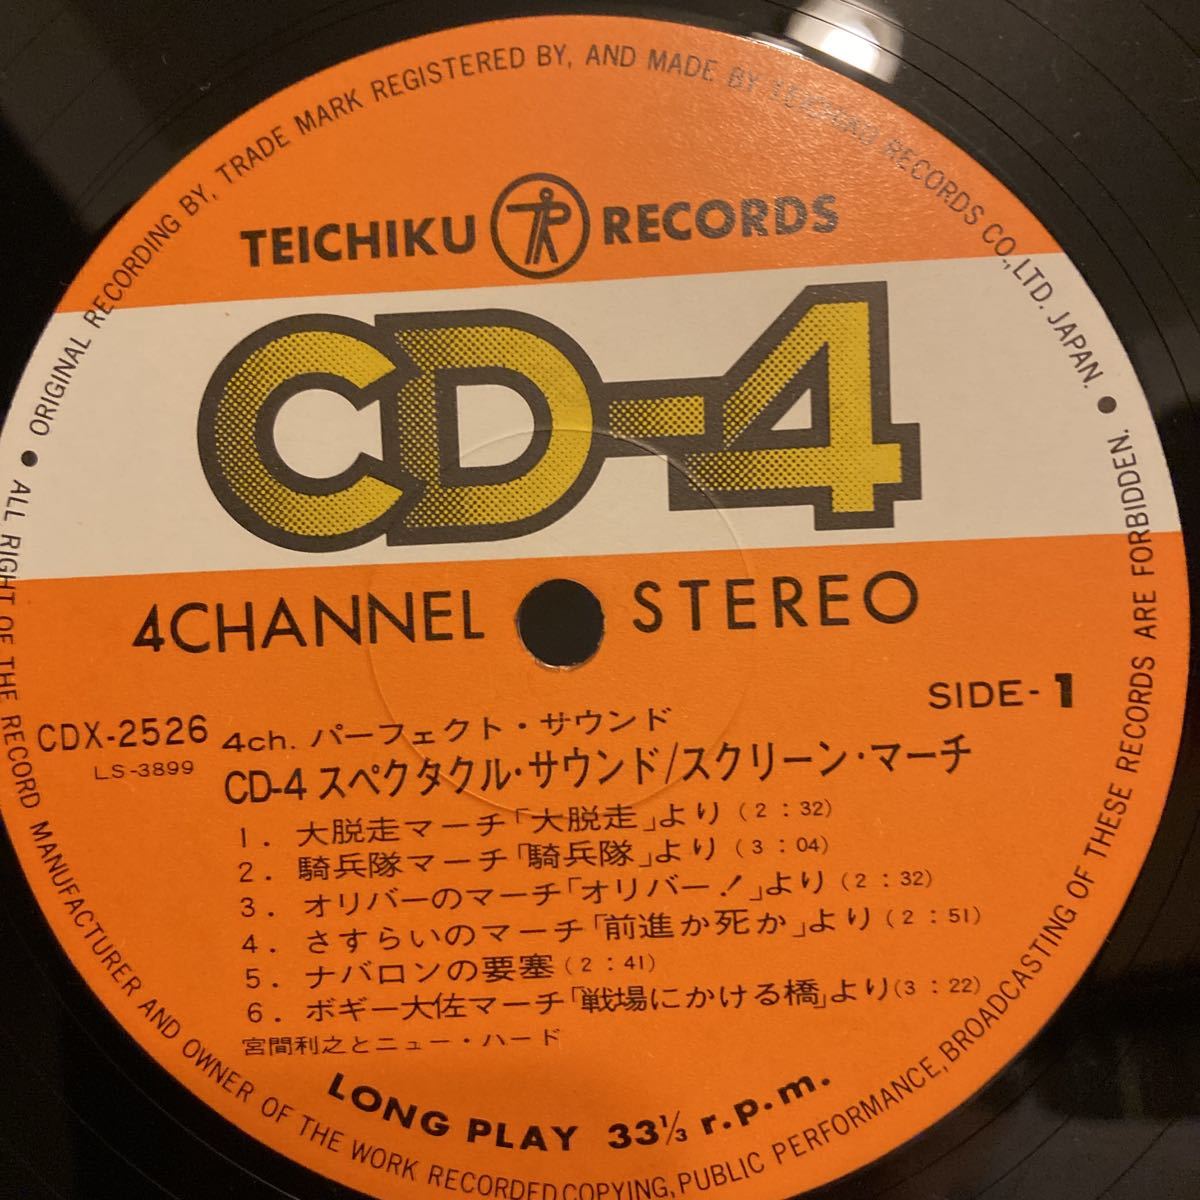 ORIGINAL RECORDING BY, TRADE MARK REGISTERED BY, AND MADE BY TEICHIKU RECORDS CO., LTD. JAPAN.
TEICHIKU RECORDS
CD-4
4CHANNEL STEREO
SIDE-1
CDX-2526
LS-3899
4ch. パーフェクト・サウンド
CD-4 スペクタクル・サウンド/スクリーン・マーチ
1. 大脱走マーチ「大脱走」より (2:32)
2. 騎兵隊マーチ「騎兵隊」より (3:04)
3. オリバーのマーチ「オリバー!」より (2:32)
4. さすらいのマーチ「前進か死か」より (2:51)
5. ナバロンの要塞 (2:41)
6. ボギー大佐マーチ「戦場にかける橋」より (3:22)
宮間利之とニュー・ハード
LONG PLAY 33⅓ r.p.m.
ALL RIGHT OF THE RECORD MANUFACTURER AND OWNER OF THE WORK RECORDED.COPYING, PUBLIC PERFORMANCE, BROADCASTING OF THESE RECORDS ARE FORBIDDEN.